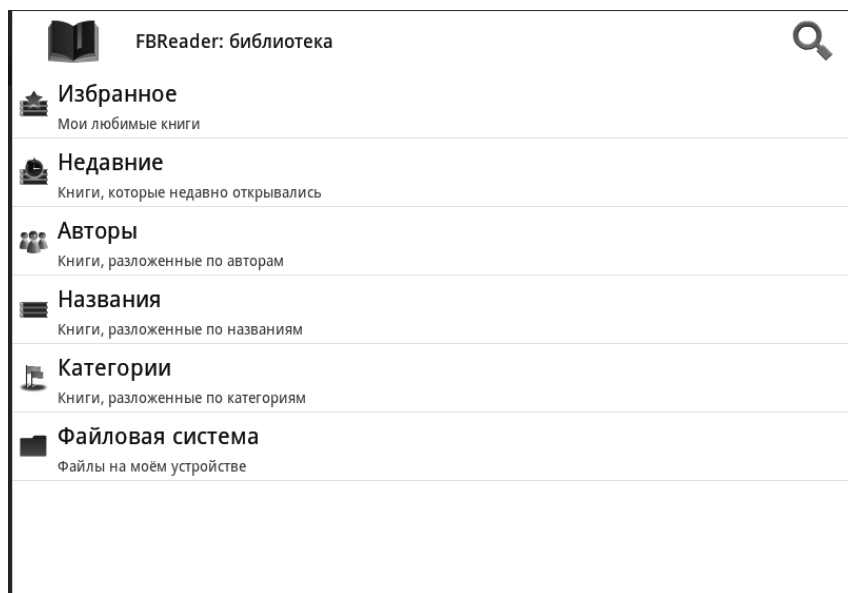 FBReader: библиотека
Избранное
Мои любимые книги
Недавние
Книги, которые недавно открывались
Авторы
Книги, разложенные по авторам
Названия
Книги, разложенные по названиям
Категории
Книги, разложенные по категориям
Файловая система
Файлы на моём устройстве